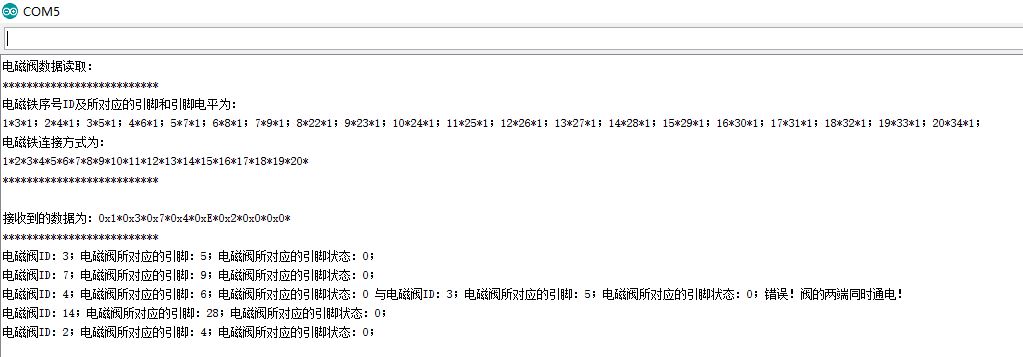 COM5
电磁阀数据读取：
**************************
电磁铁序号ID及所对应的引脚和引脚电平为：
1*3*1； 2*4*1； 3*5*1； 4*6*1； 5*7*1； 6*8*1； 7*9*1； 8*22*1； 9*23*1； 10*24*1； 11*25*1； 12*26*1； 13*27*1； 14*28*1； 15*29*1； 16*30*1； 17*31*1； 18*32*1； 19*33*1； 20*34*1；
电磁铁连接方式为：
1*2*3*4*5*6*7*8*9*10*11*12*13*14*15*16*17*18*19*20*
**************************
接收到的数据为：0x1*0x3*0x7*0x4*0xE*0x2*0x0*0x0*
**************************
电磁阀ID：3；电磁阀所对应的引脚：5；电磁阀所对应的引脚状态：0；
电磁阀ID：7；电磁阀所对应的引脚：9；电磁阀所对应的引脚状态：0；
电磁阀ID：4；电磁阀所对应的引脚：6；电磁阀所对应的引脚状态：0 与电磁阀ID：3；电磁阀所对应的引脚：5；电磁阀所对应的引脚状态：0；错误！阀的两端同时通电！
电磁阀ID：14；电磁阀所对应的引脚：28；电磁阀所对应的引脚状态：0；
电磁阀ID：2；电磁阀所对应的引脚：4；电磁阀所对应的引脚状态：0；